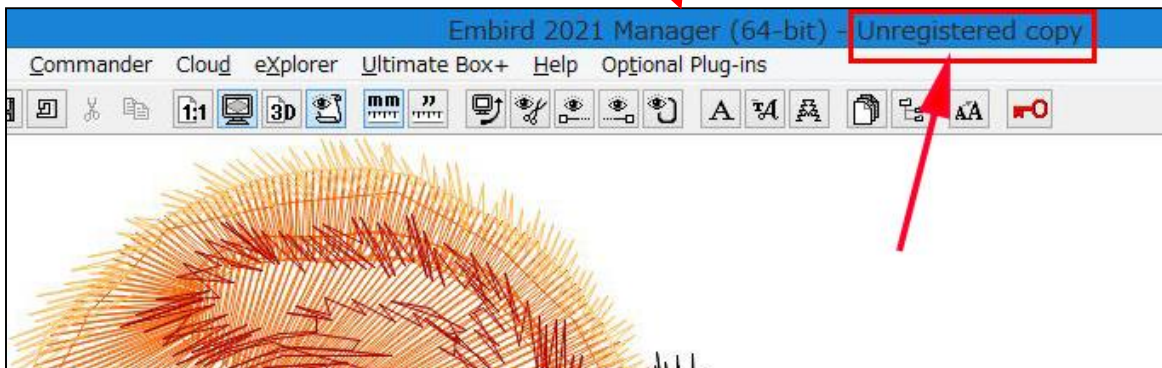 Embird 2021 Manager (64-bit) - Unregistered copy
Commander Cloud eXplorer Ultimate Box+ Help Optional Plug-ins
1:1 3D mm ” A A A AA